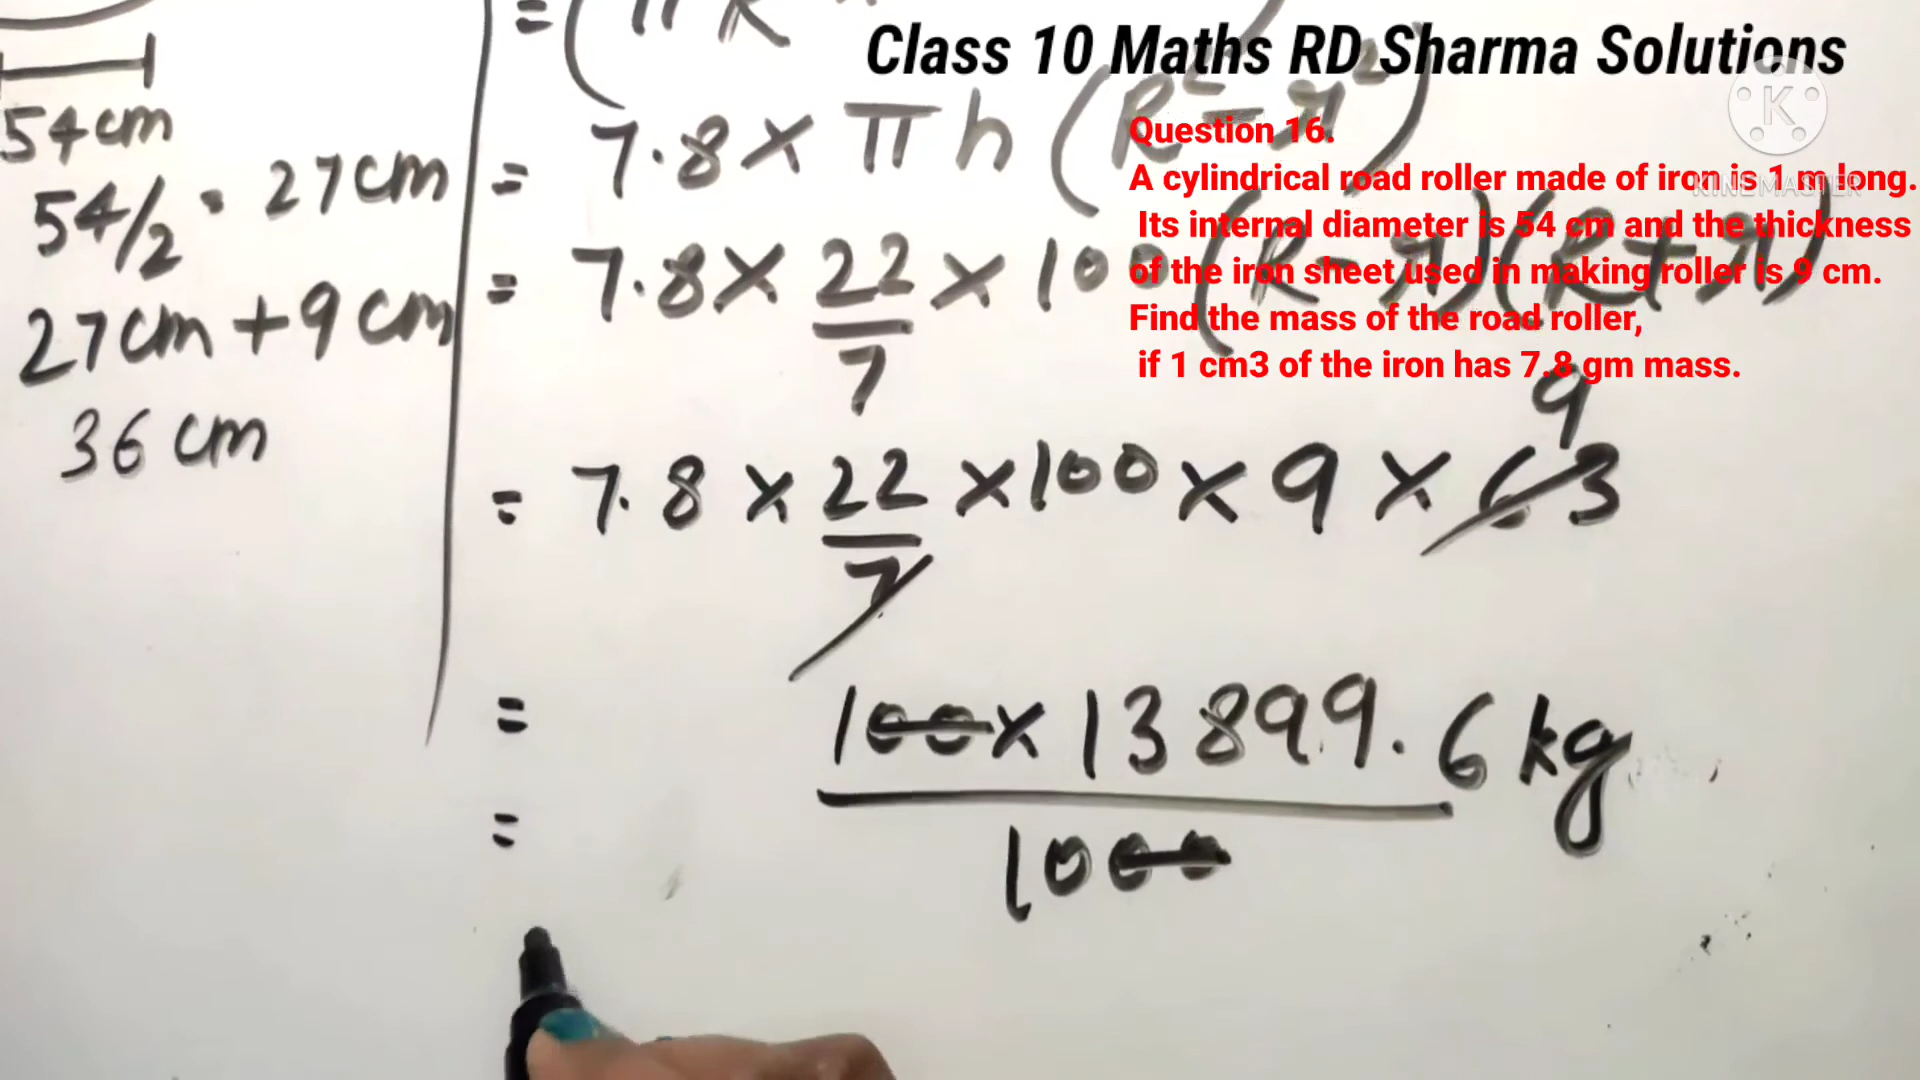 Class 10 Maths RD Sharma Solutions
Question 16.
A cylindrical road roller made of iron is 1 m long.
Its internal diameter is 54 cm and the thickness
of the iron sheet used in making roller is 9 cm.
Find the mass of the road roller,
if 1 cm3 of the iron has 7.8 gm mass.
KINEMASTER
54cm
54/2 = 27cm
27cm + 9cm
36 cm
= (πR
= 7.8 × πh (R² - r²)
= 7.8 × 22/7 × 100 (R - r)(R + r)
9
= 7.8 × 22/7 × 100 × 9 × 63
= 100 × 13899.6 kg
= 1000